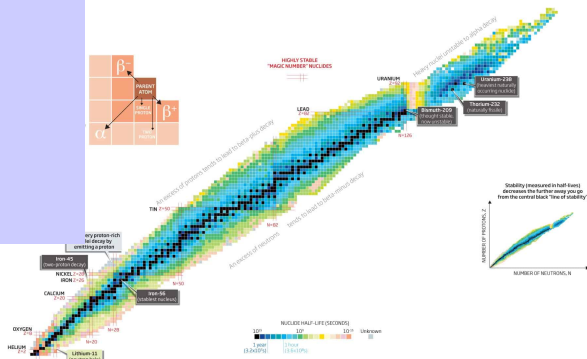 β−
PARENT
ATOM
SINGLE
PROTON
β+
α
HIGHLY STABLE
"MAGIC NUMBER" NUCLIDES
Heavy nuclei unstable to alpha decay
URANIUM
Z=92
Uranium-238
(heaviest naturally
occurring nuclide)
Thorium-232
(naturally fissile)
Bismuth-209
(thought stable,
now unstable)
N=126
LEAD
Z=82
An excess of protons tends to lead to beta-plus decay
TIN Z=50
N=82
An excess of neutrons tends to lead to beta-minus decay
ery proton-rich
lei decay by
emitting a proton
Iron-45
(two-proton decay)
NICKEL Z=28
IRON Z=26
N=50
Iron-56
(stablest nucleus)
CALCIUM
Z=20
N=28
OXYGEN
Z=8
N=20
HELIUM
Z=2
Lithium-11
Stability (measured in half-lives)
decreases the further away you go
from the central black "line of stability"
NUMBER OF PROTONS, Z
NUMBER OF NEUTRONS, N
NUCLIDE HALF-LIFE (SECONDS)
Unknown
1 year
1 hour